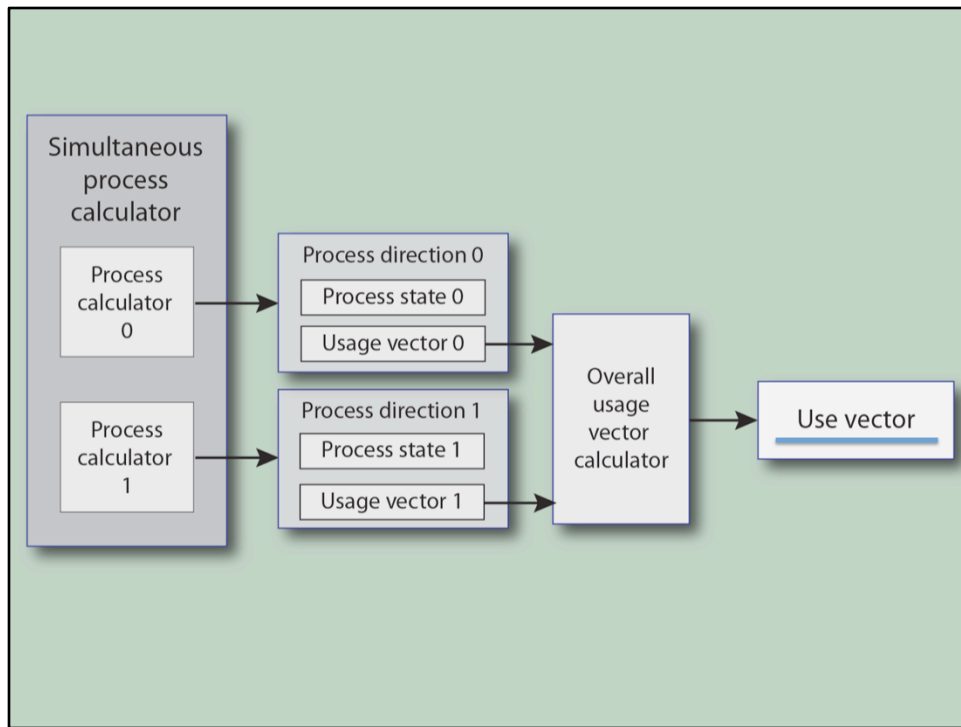 Simultaneous
process
calculator
Process
calculator
0
Process
calculator
1
Process direction 0
Process state 0
Usage vector 0
Process direction 1
Process state 1
Usage vector 1
Overall
usage
vector
calculator
Use vector